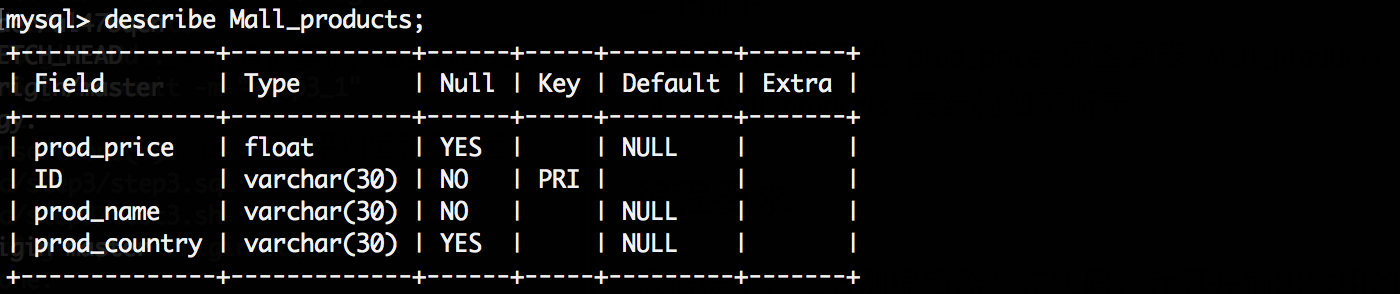 mysql> describe Mall_products;
+--------------+-------------+------+-----+---------+-------+
| Field        | Type        | Null | Key | Default | Extra |
+--------------+-------------+------+-----+---------+-------+
| prod_price   | float       | YES  |     | NULL    |       |
| ID           | varchar(30) | NO   | PRI |         |       |
| prod_name    | varchar(30) | NO   |     | NULL    |       |
| prod_country | varchar(30) | YES  |     | NULL    |       |
+--------------+-------------+------+-----+---------+-------+